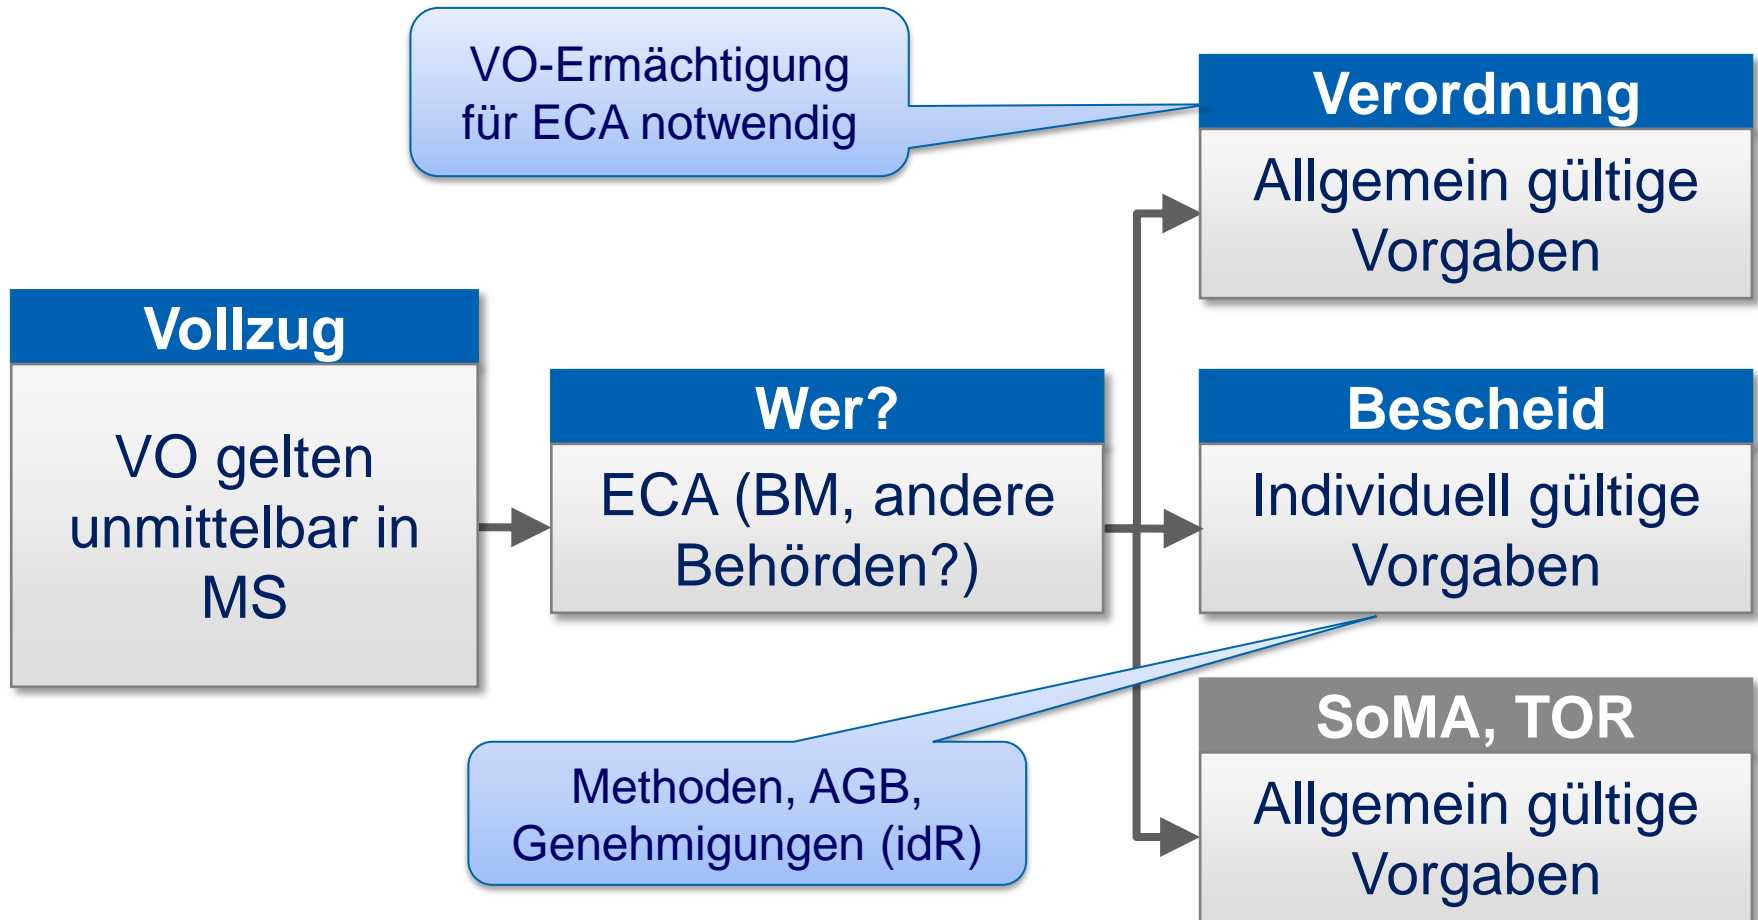 VO-Ermächtigung
für ECA notwendig
Verordnung
Allgemein gültige
Vorgaben
Vollzug
VO gelten
unmittelbar in
MS
Wer?
ECA (BM, andere
Behörden?)
Bescheid
Individuell gültige
Vorgaben
Methoden, AGB,
Genehmigungen (idR)
SoMA, TOR
Allgemein gültige
Vorgaben